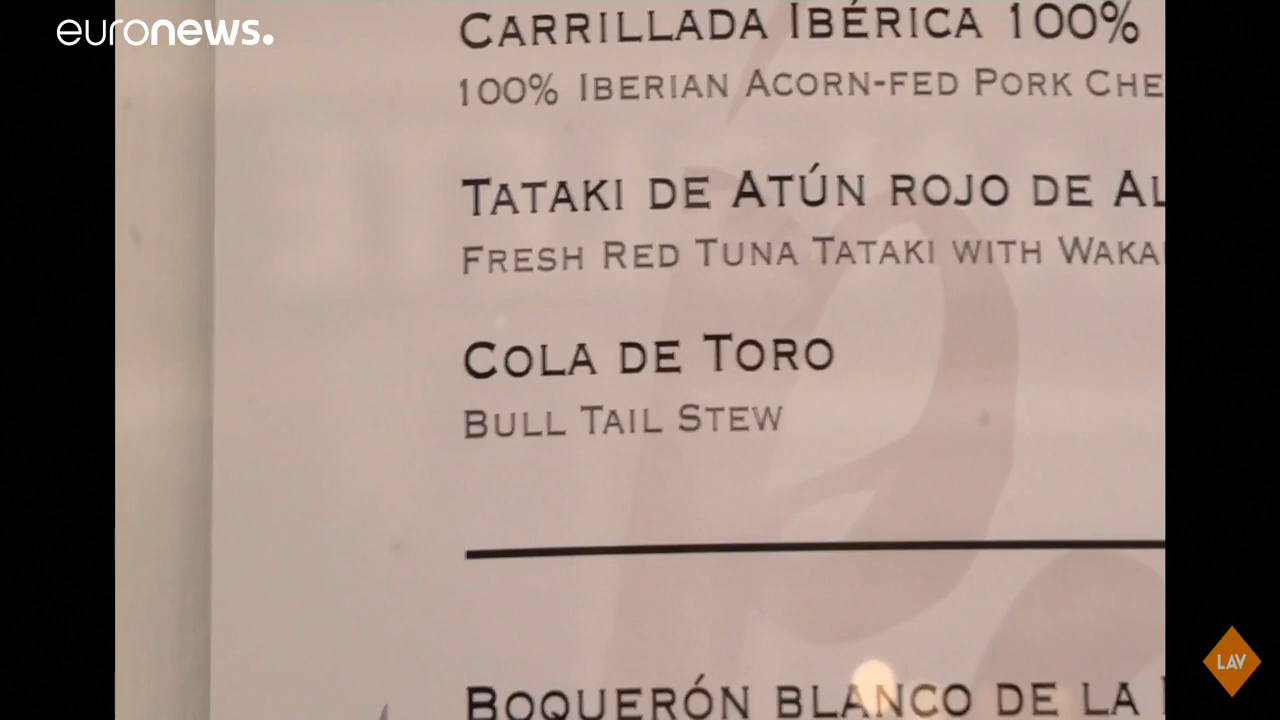 euronews.
CARRILLADA IBÉRICA 100%
100% IBERIAN ACORN-FED PORK
TATAKI DE ATÚN ROJO DE
FRESH RED TUNA TATAKI WITH
COLA DE TORO
BULL TAIL STEW
BOQUERÓN BLANCO DE LA
LAV